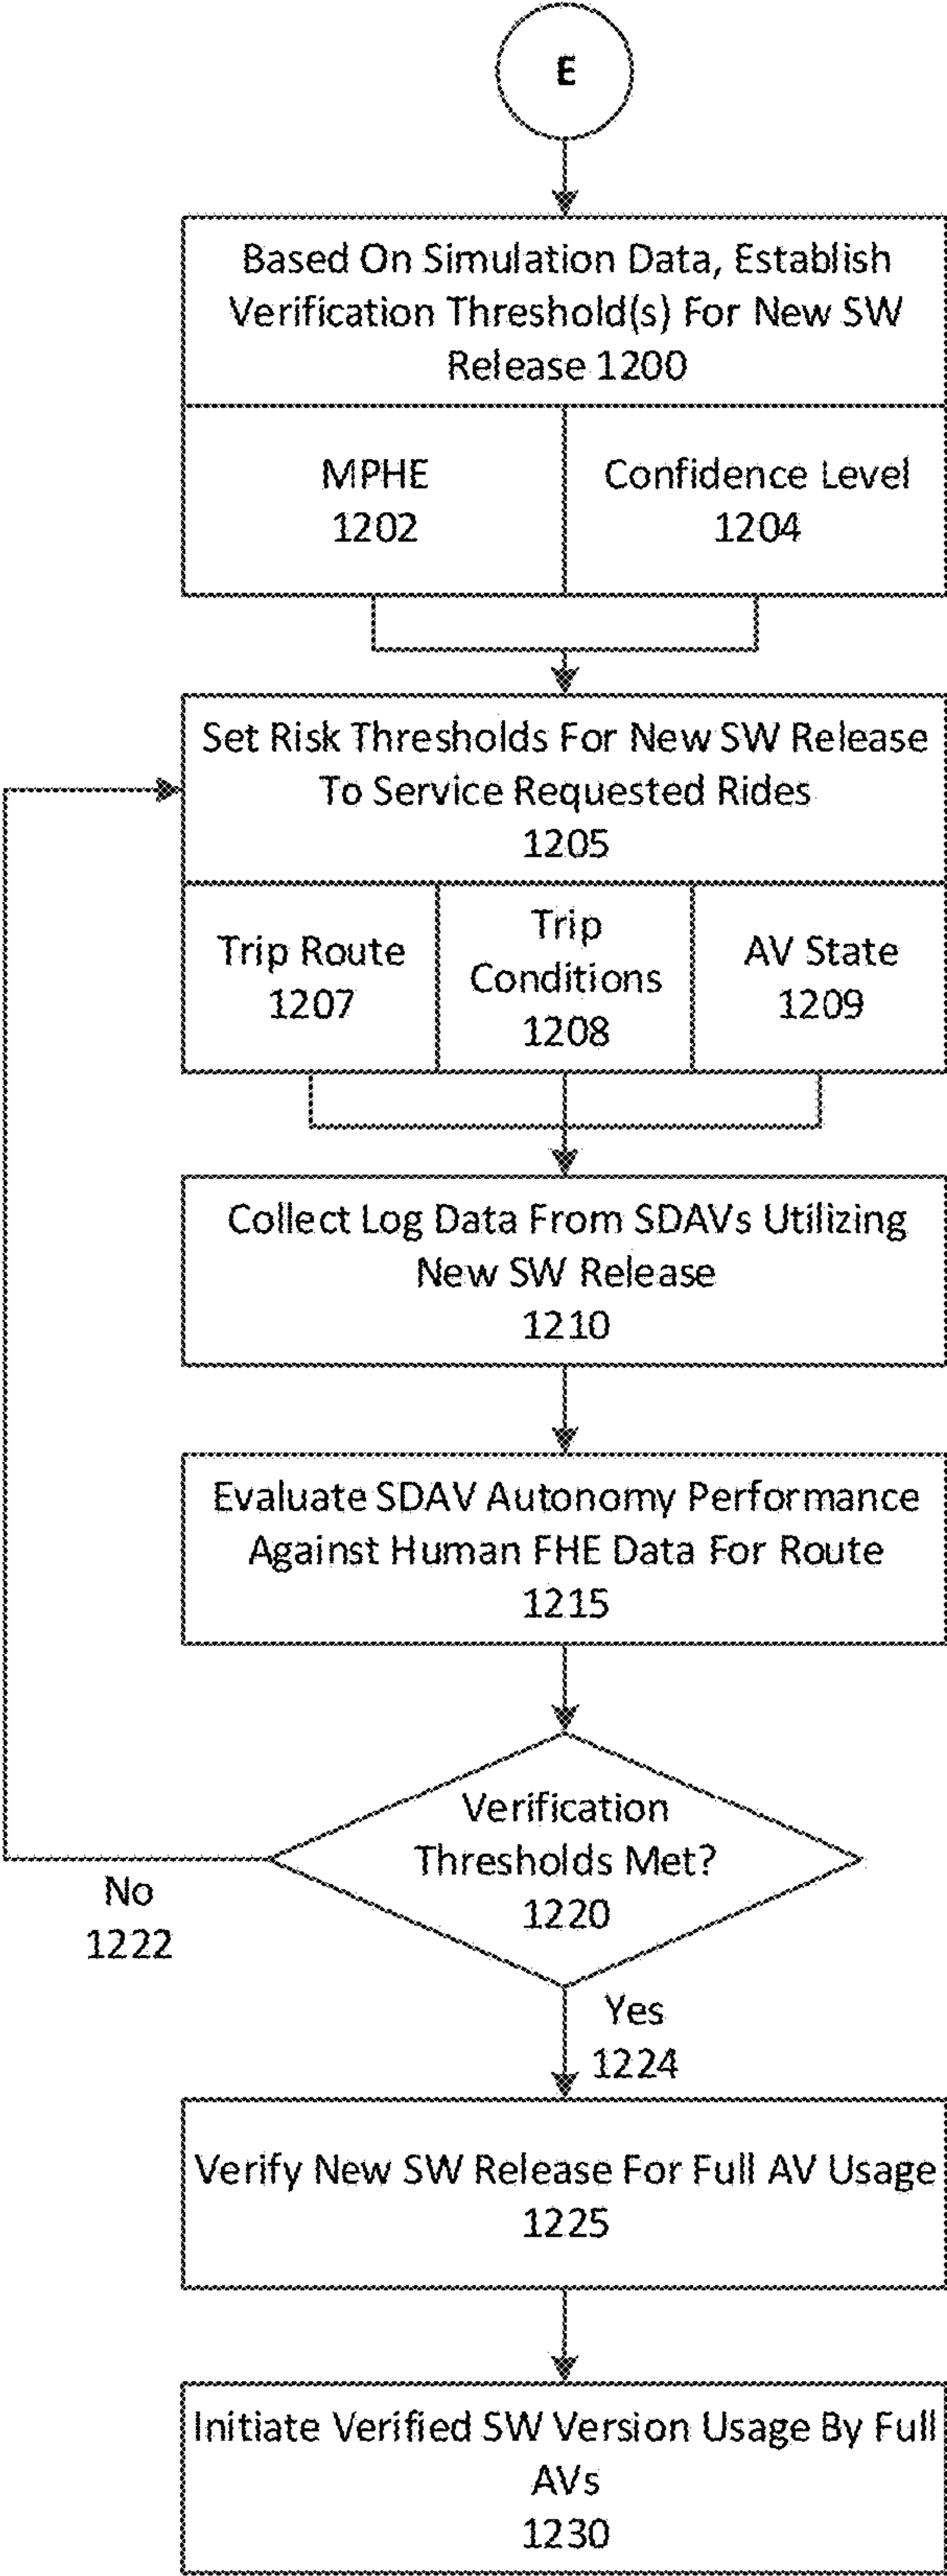 E
Based On Simulation Data, Establish
Verification Threshold(s) For New SW
Release 1200
MPHE
1202
Confidence Level
1204
Set Risk Thresholds For New SW Release
To Service Requested Rides
1205
Trip Route
1207
Trip
Conditions
1208
AV State
1209
Collect Log Data From SDAVs Utilizing
New SW Release
1210
Evaluate SDAV Autonomy Performance
Against Human FHE Data For Route
1215
Verification
Thresholds Met?
1220
No
1222
Yes
1224
Verify New SW Release For Full AV Usage
1225
Initiate Verified SW Version Usage By Full
AVs
1230